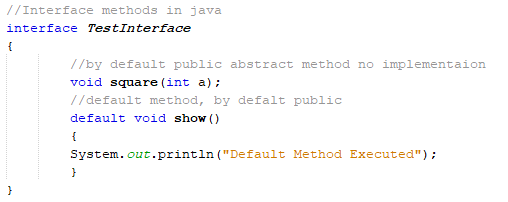 //Interface methods in java
interface TestInterface
{
//by default public abstract method no implementaion
void square(int a);
//default method, by defalt public
default void show()
{
System.out.println("Default Method Executed");
}
}